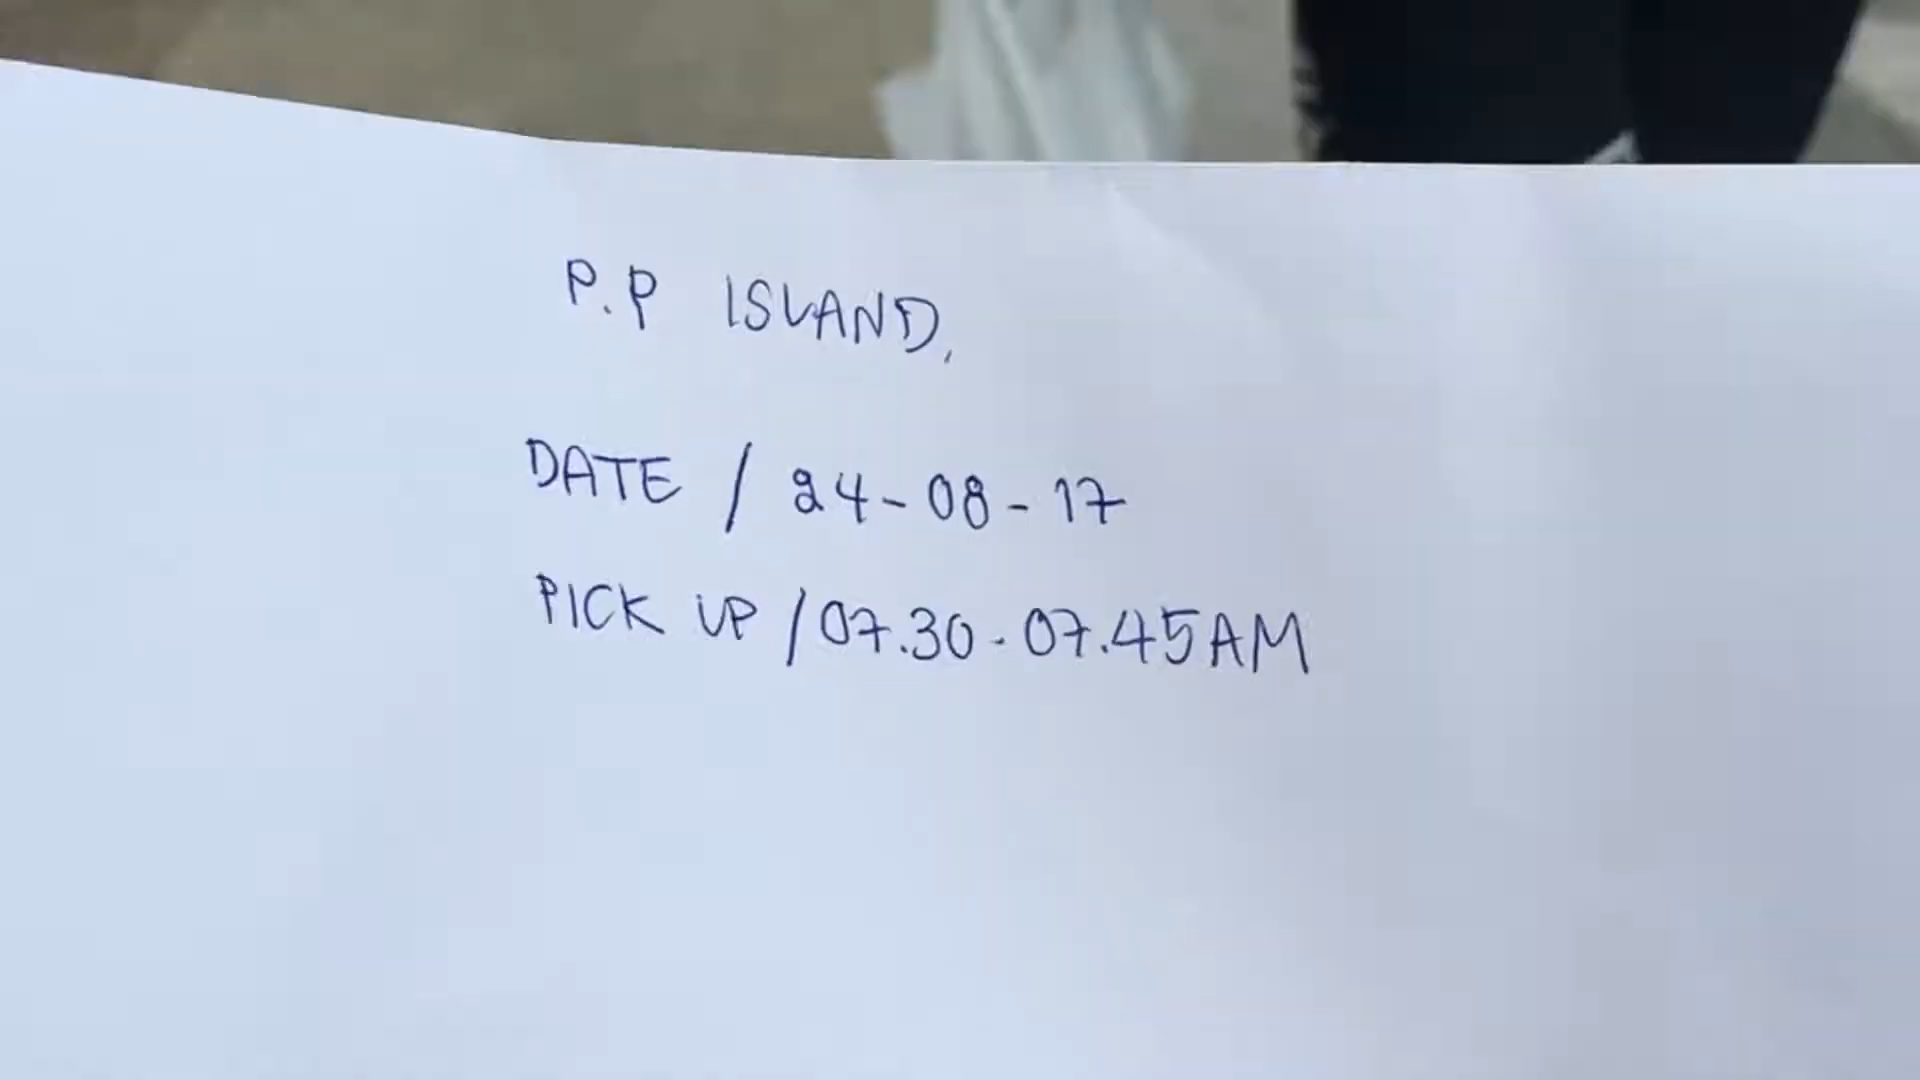 P.P ISLAND,
DATE / 24-08-17
PICK UP / 07.30-07.45AM